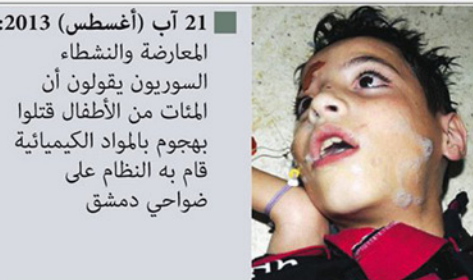 21 آب (أغسطس) 2013:
المعارضة والنشطاء
السوريون يقولون أن
المئات من الأطفال قتلوا
بهجوم بالمواد الكيميائية
قام به النظام على
ضواحي دمشق